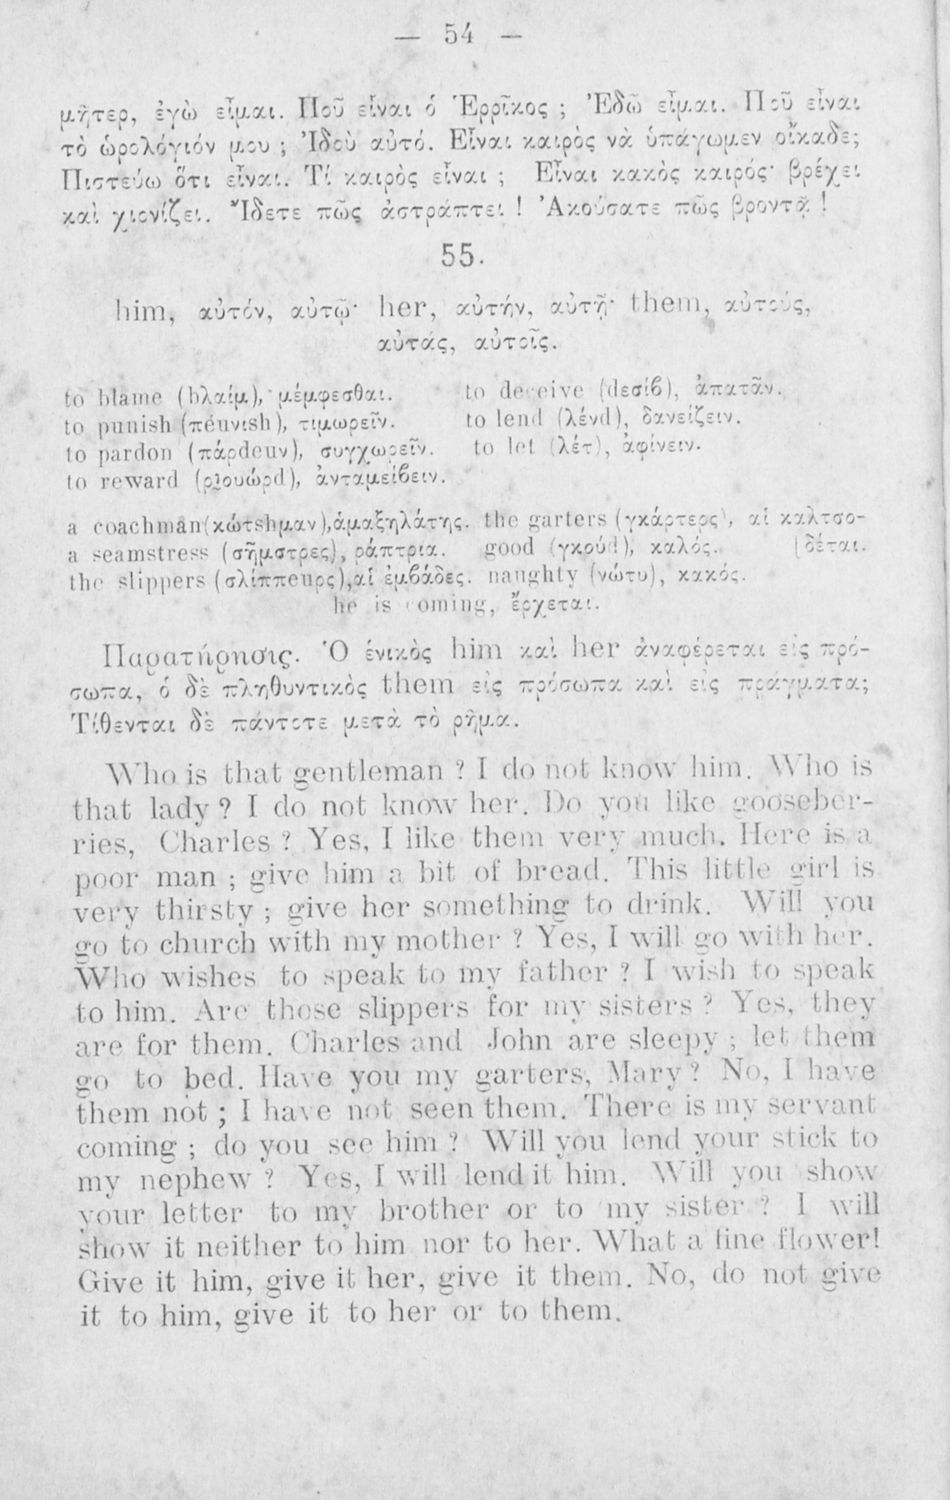 — 54 —
μῆτερ, ἐγὼ εἶμαι. Ποῦ εἶναι ὁ Ἑρρῖκος ; Ἐδῶ εἶμαι. Ποῦ εἶναι
τὸ ὡρολόγιόν μου ; Ἰδοὺ αὐτό. Εἶναι καιρὸς νὰ ὑπάγωμεν οἴκαδε;
Πιστεύω ὅτι εἶναι. Τί καιρὸς εἶναι ; Εἶναι κακὸς καιρός· βρέχει
καὶ χιονίζει. Ἴδετε πῶς ἀστράπτει ! Ἀκούσατε πῶς βροντᾷ !
55.
him, αὐτόν, αὐτῷ· her, αὐτήν, αὐτῇ· them, αὐτούς,
αὐτάς, αὐτοῖς.
to blame (bλαίμ), μέμφεσθαι. to deceive (dεσίϐ), ἀπατᾶν.
to punish (πέυνιsh), τιμωρεῖν. to lend (λένd), δανείζειν.
to pardon (πάρdευν), συγχωρεῖν. to let (λέτ), ἀφίνειν.
to reward (ρ)ουώρd), ἀνταμείϐειν.
a coachman (κώτshμαν), ἁμαξηλάτης. the garters (γκάρτερς), αἱ καλτσο-
a seamstress (σήμστρες), ράπτρια. good (γκούd), καλός. [δέται.
the slippers (σλίππευρς), αἱ ἐμϐάδες. naughty (νώτυ), κακός.
he is coming, ἔρχεται.
Παρατήρησις. Ὁ ἑνικὸς him καὶ her ἀναφέρεται εἰς πρό-
σωπα, ὁ δὲ πληθυντικὸς them εἰς πρόσωπα καὶ εἰς πράγματα;
Τίθενται δὲ πάντοτε μετὰ τὸ ρῆμα.
Who is that gentleman ? I do not know him. Who is
that lady ? I do not know her. Do you like gooseber-
ries, Charles ? Yes, I like them very much. Here is a
poor man ; give him a bit of bread. This little girl is
very thirsty ; give her something to drink. Will you
go to church with my mother ? Yes, I will go with her.
Who wishes to speak to my father ? I wish to speak
to him. Are those slippers for my sisters ? Yes, they
are for them. Charles and John are sleepy ; let them
go to bed. Have you my garters, Mary ? No, I have
them not ; I have not seen them. There is my servant
coming ; do you see him ? Will you lend your stick to
my nephew ? Yes, I will lend it him. Will you show
your letter to my brother or to my sister ? I will
show it neither to him nor to her. What a fine flower!
Give it him, give it her, give it them. No, do not give
it to him, give it to her or to them.